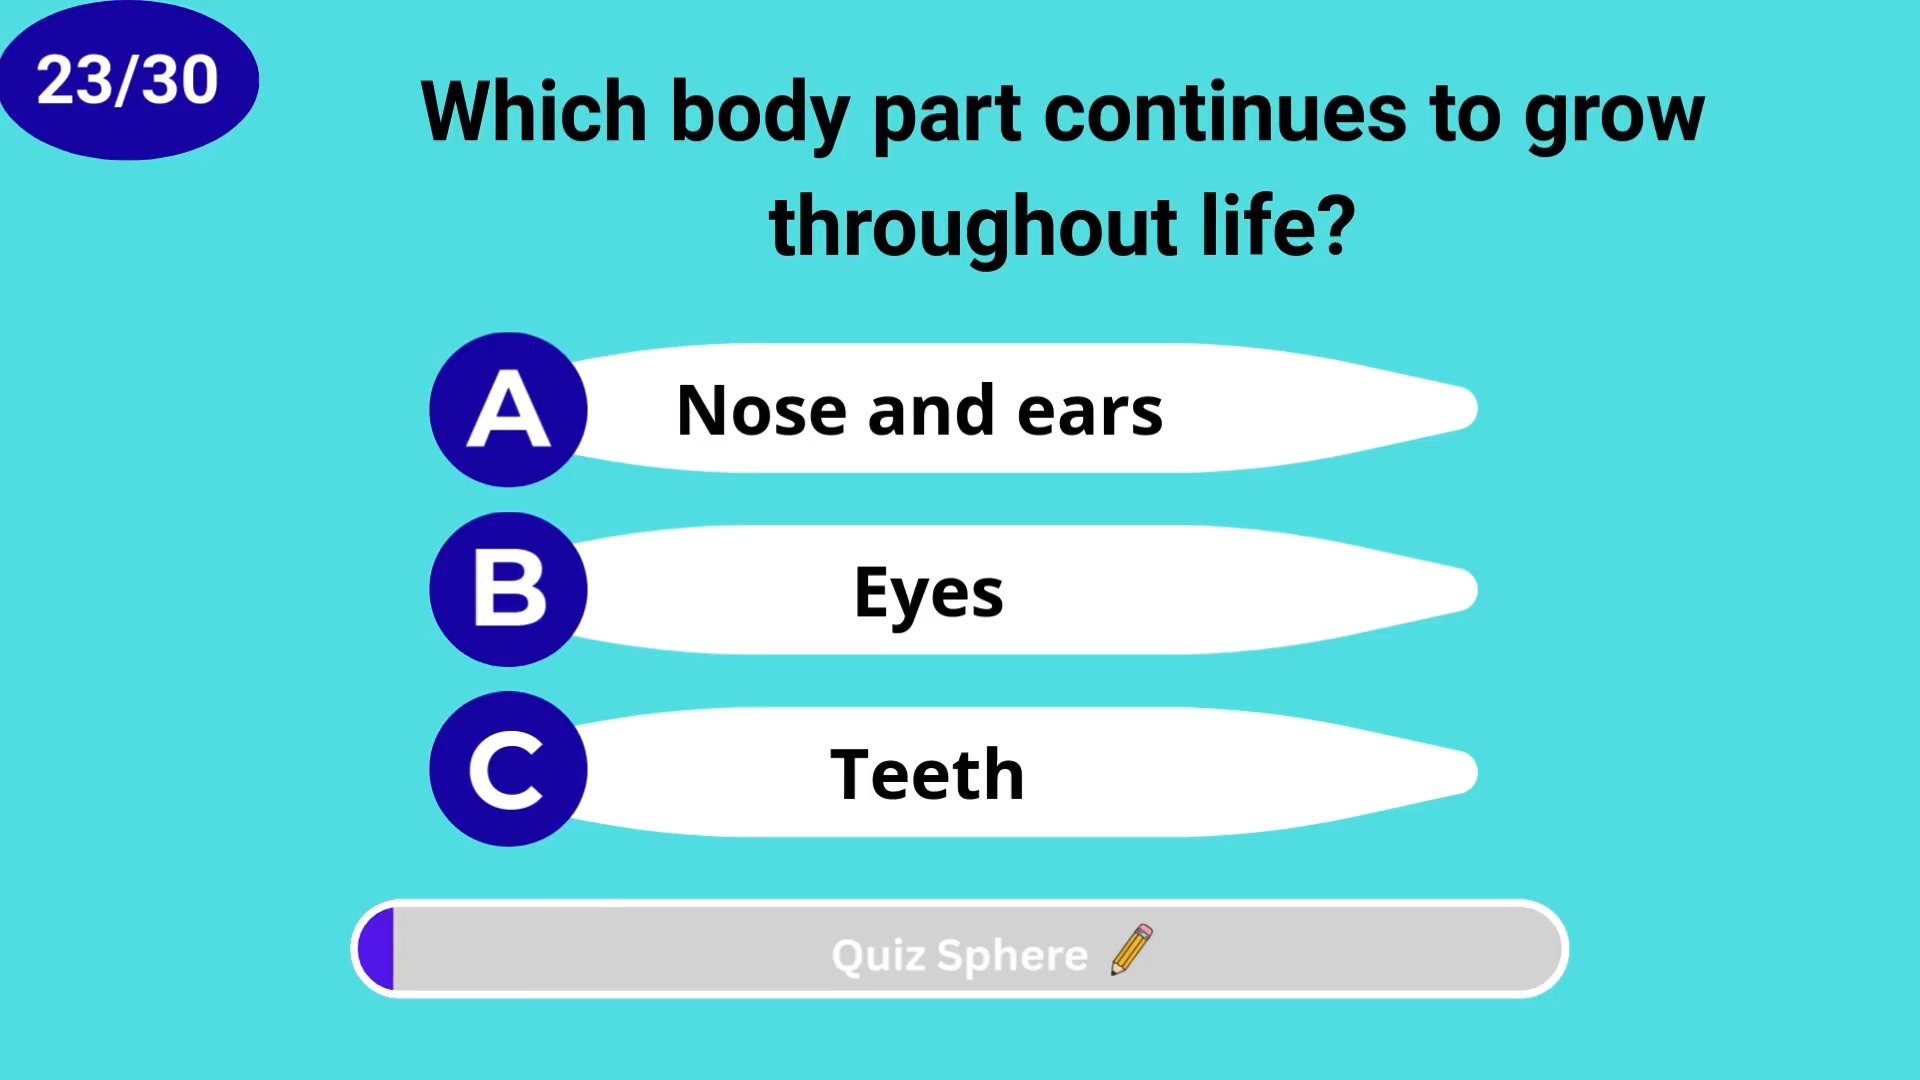 23/30
Which body part continues to grow
throughout life?
A
Nose and ears
B
Eyes
C
Teeth
Quiz Sphere